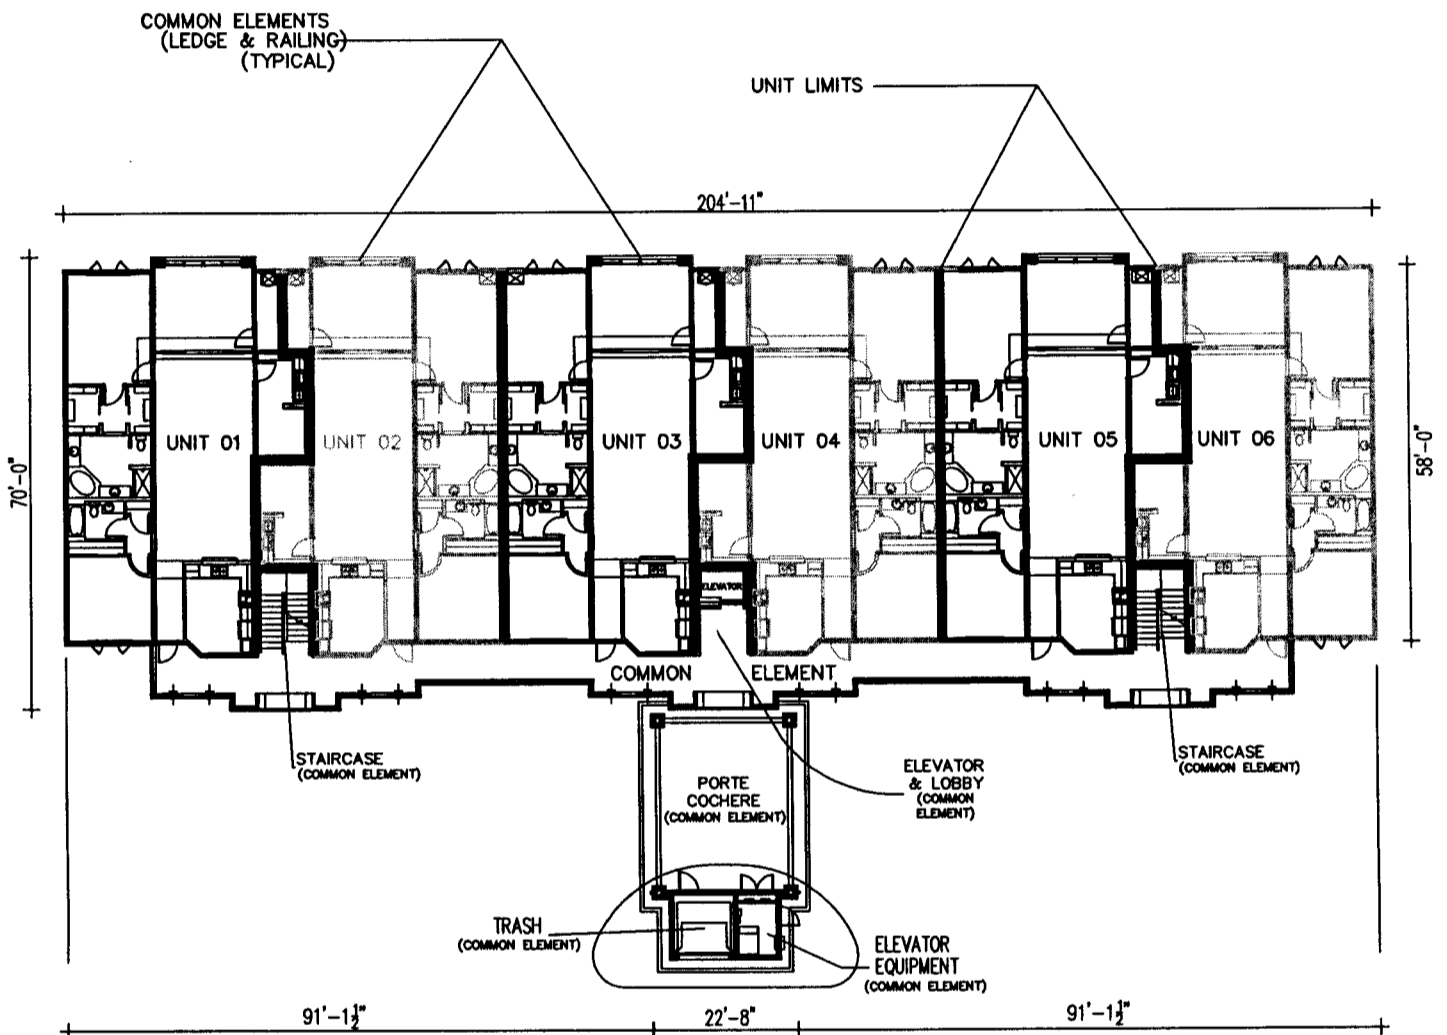 COMMON ELEMENTS
(LEDGE & RAILING)
(TYPICAL)
UNIT LIMITS
204'-11"
70'-0"
58'-0"
UNIT 01
UNIT 02
UNIT 03
UNIT 04
UNIT 05
UNIT 06
ELEVATOR
COMMON ELEMENT
STAIRCASE
(COMMON ELEMENT)
PORTE
COCHERE
(COMMON ELEMENT)
ELEVATOR
& LOBBY
(COMMON
ELEMENT)
STAIRCASE
(COMMON ELEMENT)
TRASH
(COMMON ELEMENT)
ELEVATOR
EQUIPMENT
(COMMON ELEMENT)
91'-1½"
22'-8"
91'-1½"